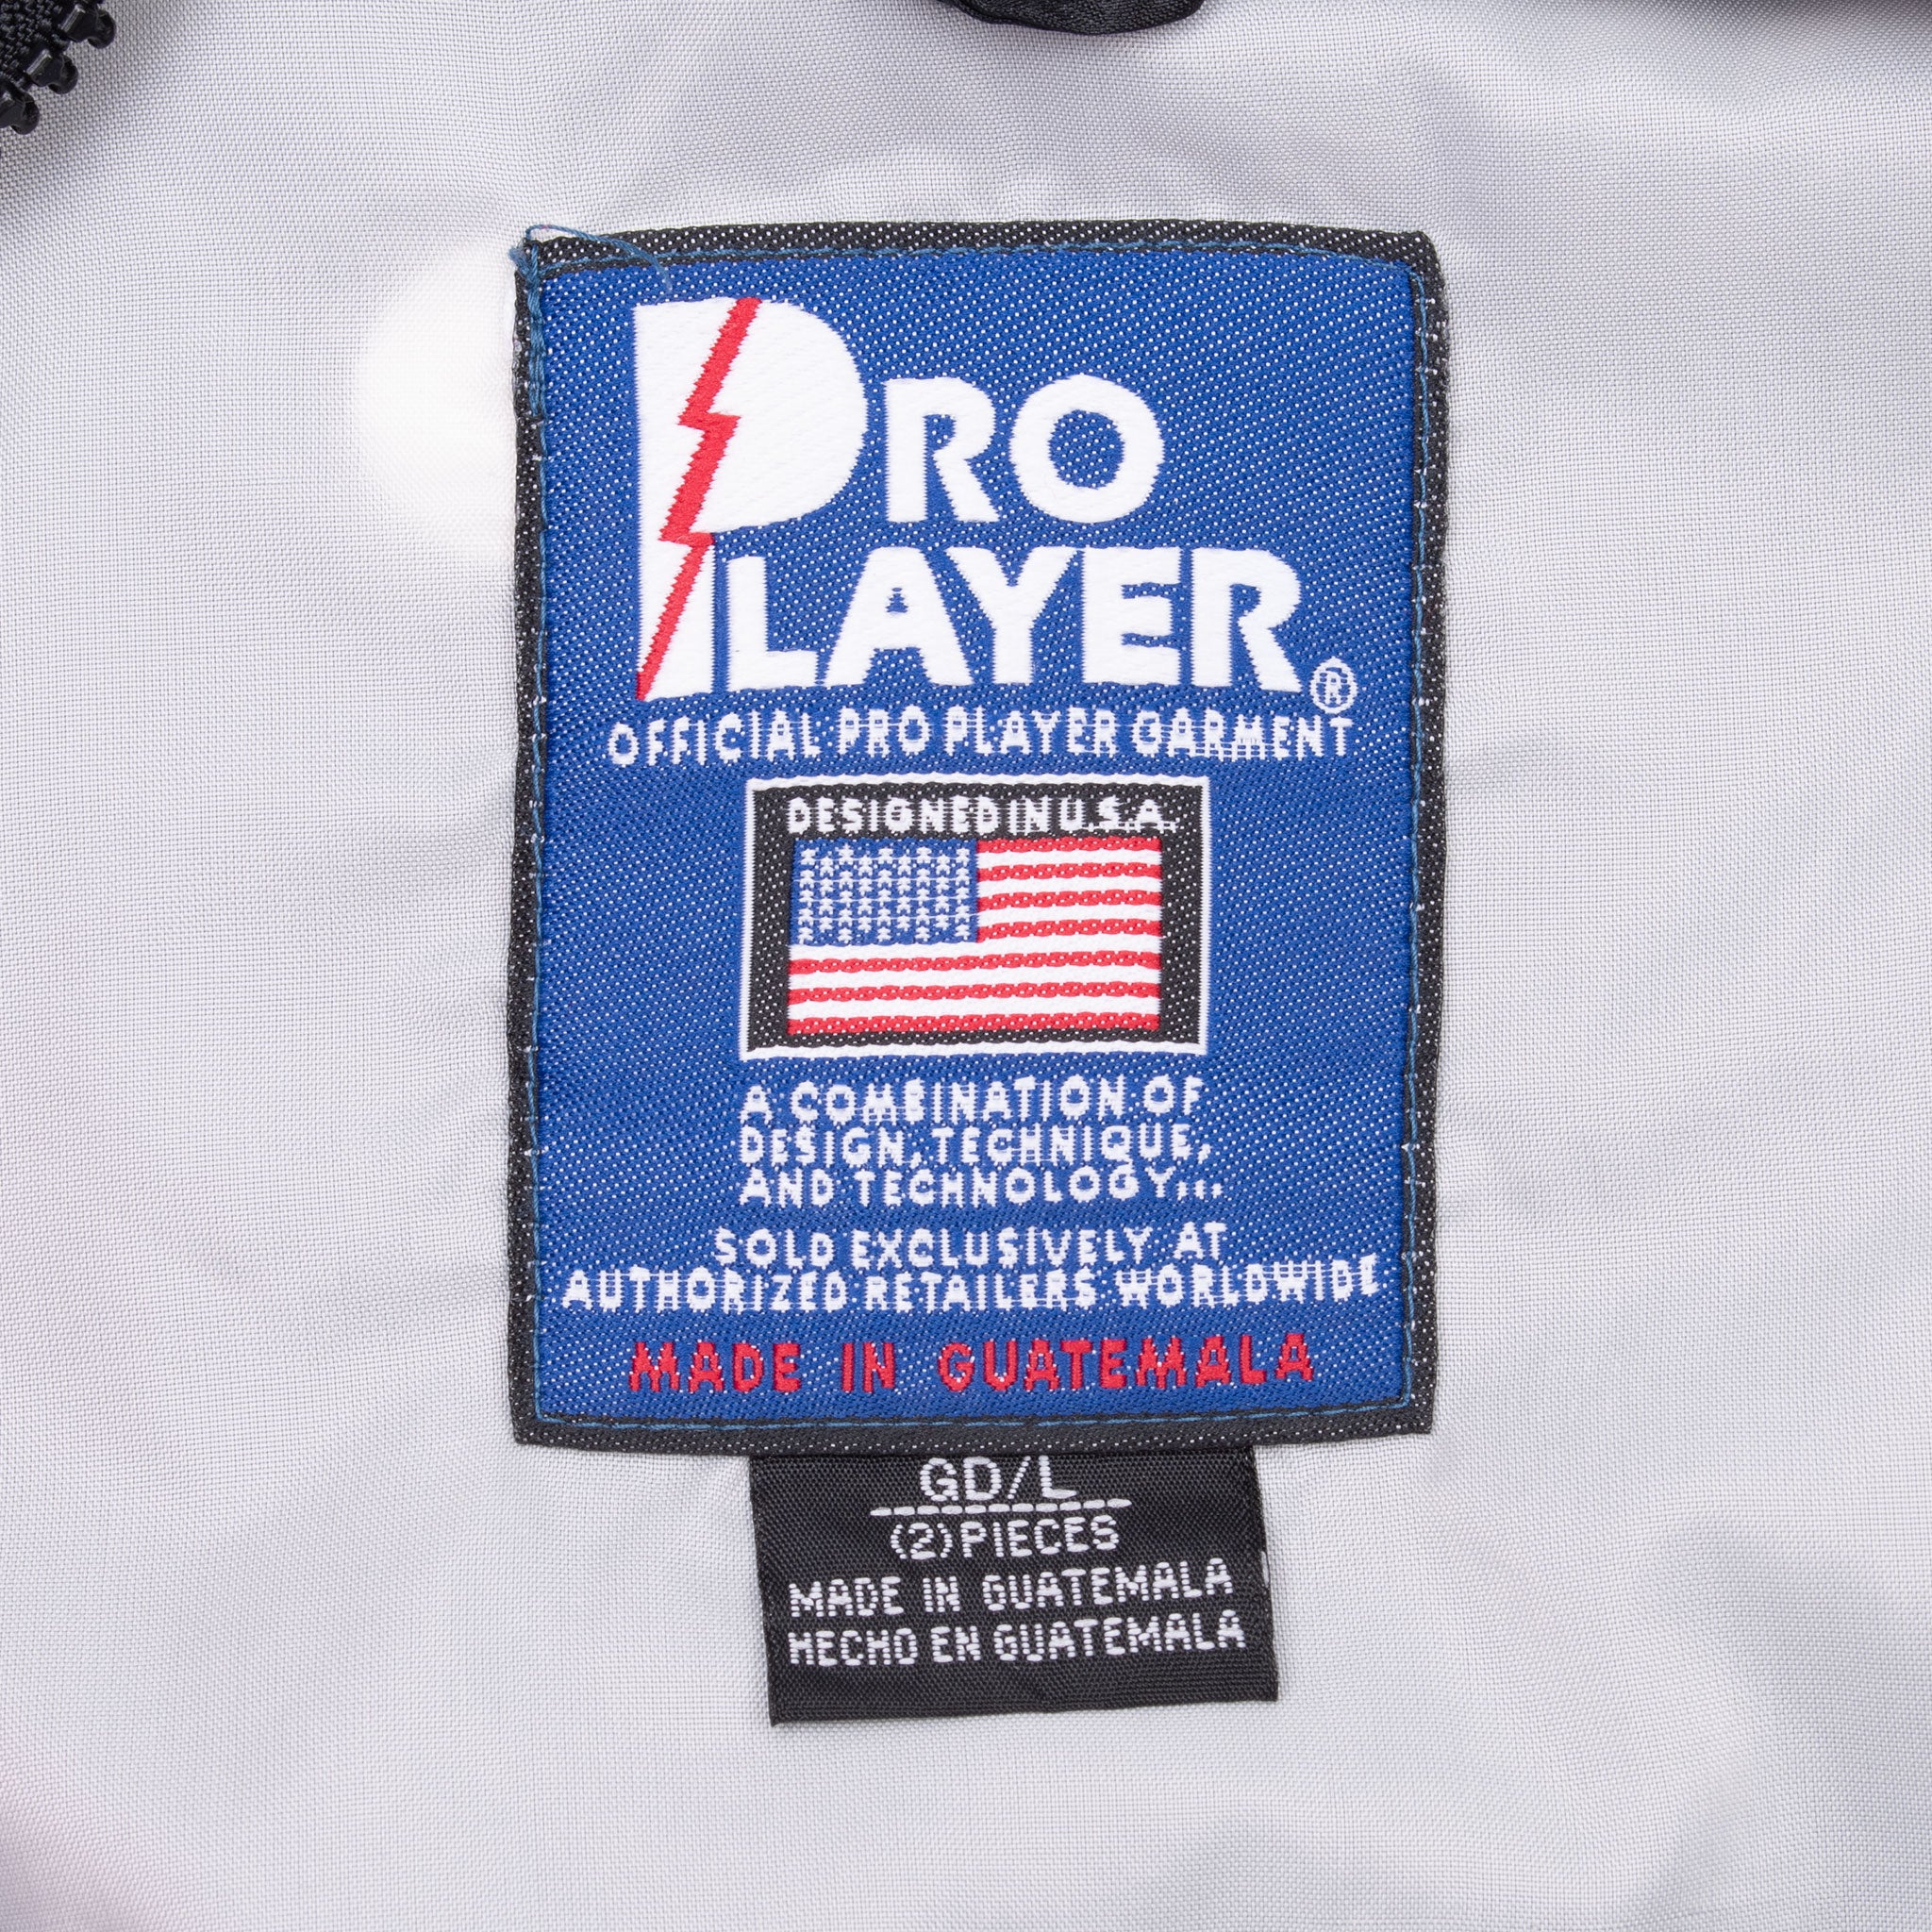 PRO
PLAYER®
OFFICIAL PRO PLAYER GARMENT
DESIGNED IN U.S.A.
A COMBINATION OF
DESIGN, TECHNIQUE,
AND TECHNOLOGY...
SOLD EXCLUSIVELY AT
AUTHORIZED RETAILERS WORLDWIDE
MADE IN GUATEMALA
GD/L
(2) PIECES
MADE IN GUATEMALA
HECHO EN GUATEMALA